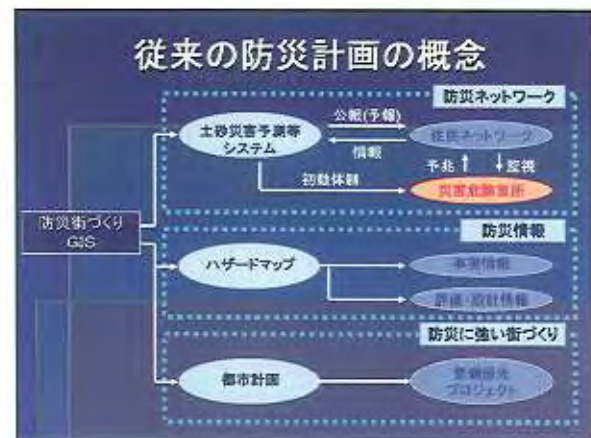 従来の防災計画の概念
防災ネットワーク
土砂災害予測等
システム
公報(予報)
情報
住民ネットワーク
予兆
監視
初動体制
災害危険箇所
防災街づくり
GIS
防災情報
ハザードマップ
事実情報
評価・設計情報
防災に強い街づくり
都市計画
整備優先
プロジェクト